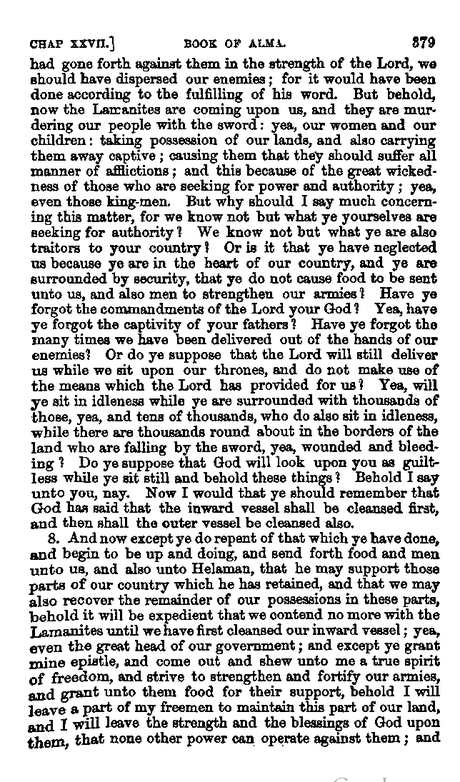 CHAP XXVII.] BOOK OF ALMA. 379
had gone forth against them in the strength of the Lord, we
should have dispersed our enemies; for it would have been
done according to the fulfilling of his word. But behold,
now the Lamanites are coming upon us, and they are mur-
dering our people with the sword: yea, our women and our
children: taking possession of our lands, and also carrying
them away captive; causing them that they should suffer all
manner of afflictions; and this because of the great wicked-
ness of those who are seeking for power and authority; yea,
even those king-men. But why should I say much concern-
ing this matter, for we know not but what ye yourselves are
seeking for authority? We know not but what ye are also
traitors to your country? Or is it that ye have neglected
us because ye are in the heart of our country, and ye are
surrounded by security, that ye do not cause food to be sent
unto us, and also men to strengthen our armies? Have ye
forgot the commandments of the Lord your God? Yea, have
ye forgot the captivity of your fathers? Have ye forgot the
many times we have been delivered out of the hands of our
enemies? Or do ye suppose that the Lord will still deliver
us while we sit upon our thrones, and do not make use of
the means which the Lord has provided for us? Yea, will
ye sit in idleness while ye are surrounded with thousands of
those, yea, and tens of thousands, who do also sit in idleness,
while there are thousands round about in the borders of the
land who are falling by the sword, yea, wounded and bleed-
ing? Do ye suppose that God will look upon you as guilt-
less while ye sit still and behold these things? Behold I say
unto you, nay. Now I would that ye should remember that
God has said that the inward vessel shall be cleansed first,
and then shall the outer vessel be cleansed also.
8. And now except ye do repent of that which ye have done,
and begin to be up and doing, and send forth food and men
unto us, and also unto Helaman, that he may support those
parts of our country which he has retained, and that we may
also recover the remainder of our possessions in these parts,
behold it will be expedient that we contend no more with the
Lamanites until we have first cleansed our inward vessel; yea,
even the great head of our government; and except ye grant
mine epistle, and come out and shew unto me a true spirit
of freedom, and strive to strengthen and fortify our armies,
and grant unto them food for their support, behold I will
leave a part of my freemen to maintain this part of our land,
and I will leave the strength and the blessings of God upon
them, that none other power can operate against them; and